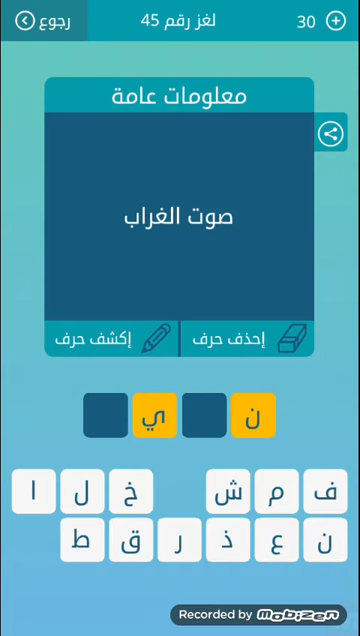 رجوع
لغز رقم 45
30
معلومات عامة
صوت الغراب
إحذف حرف
إكشف حرف
ن ي
ف م ش خ ل ا
ن ع ذ ر ق ط
Recorded by mobizen